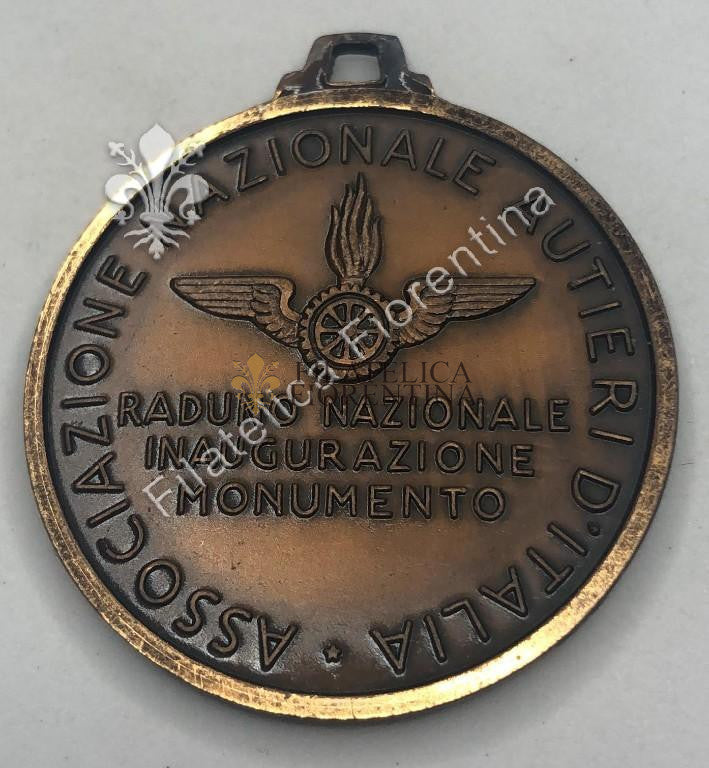 ASSOCIAZIONE NAZIONALE AUTIERI D'ITALIA
RADUNO NAZIONALE
INAUGURAZIONE
MONUMENTO
Filatelica Fiorentina
FILATELICA
FIORENTINA